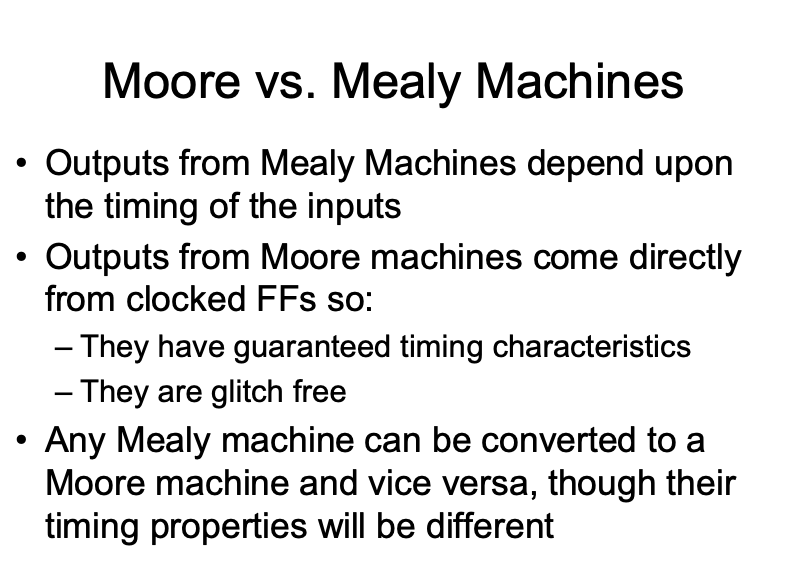 Moore vs. Mealy Machines
• Outputs from Mealy Machines depend upon
the timing of the inputs
• Outputs from Moore machines come directly
from clocked FFs so:
– They have guaranteed timing characteristics
– They are glitch free
• Any Mealy machine can be converted to a
Moore machine and vice versa, though their
timing properties will be different